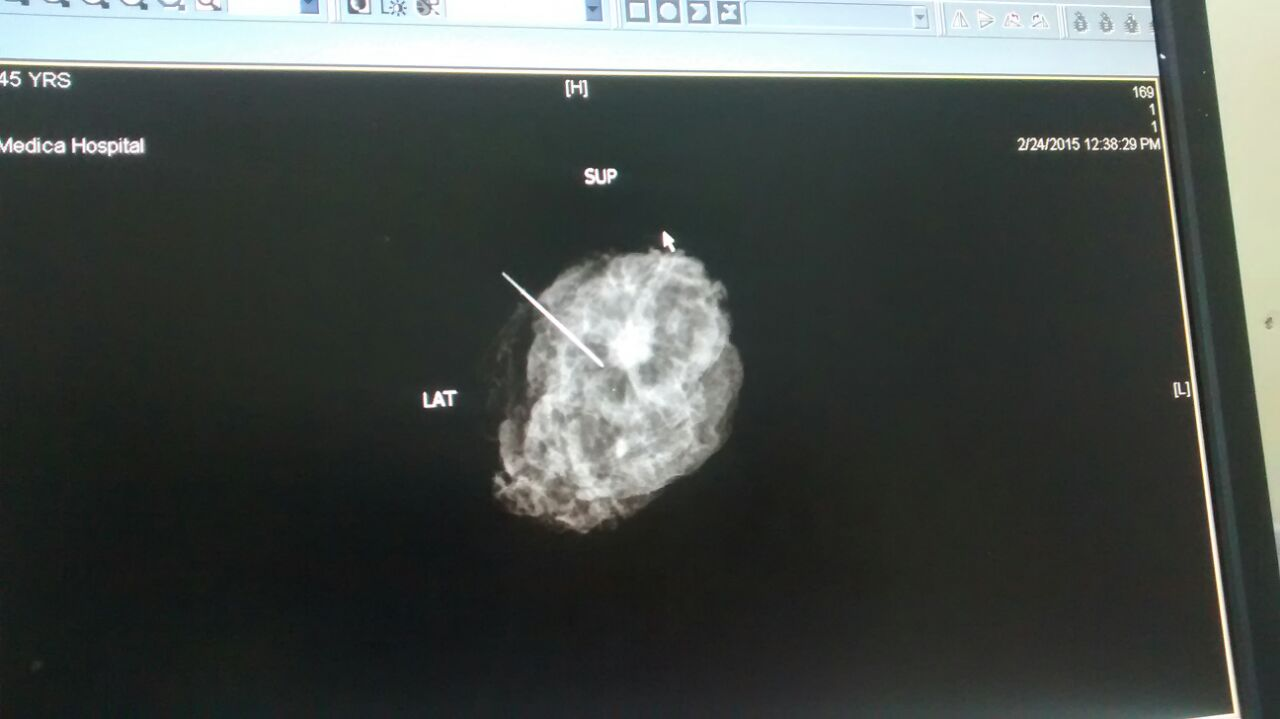 45 YRS
[H]
169
1
1
Medica Hospital
2/24/2015 12:38:29 PM
SUP
LAT
[L]